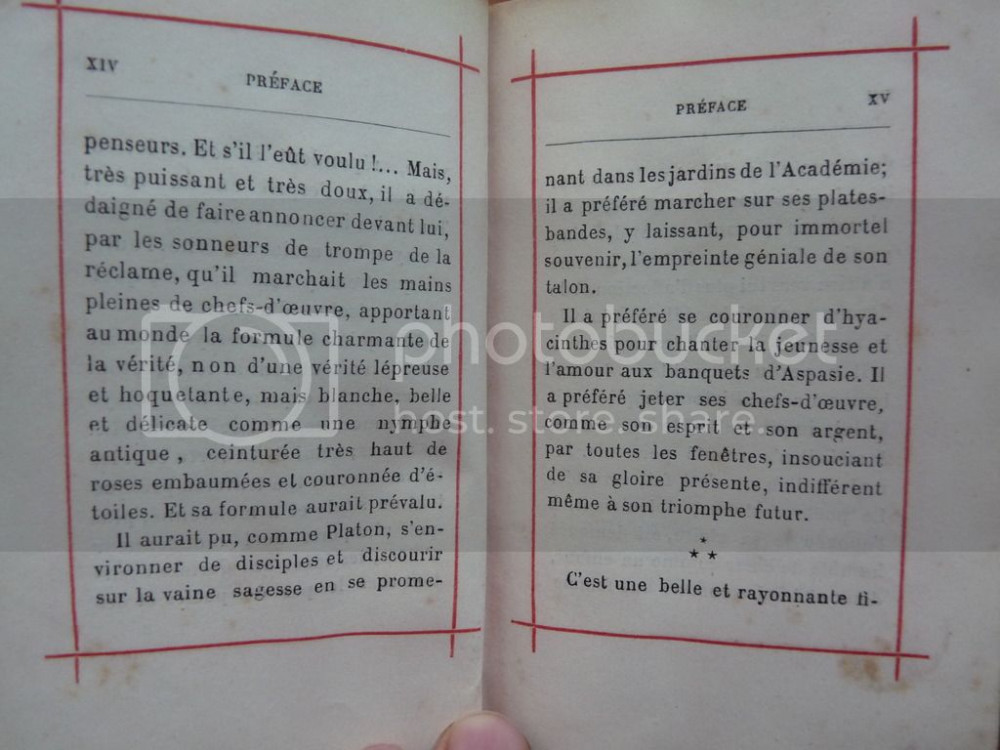 XIV
PRÉFACE
penseurs. Et s'il l'eût voulu !... Mais,
très puissant et très doux, il a dé-
daigné de faire annoncer devant lui,
par les sonneurs de trompe de la
réclame, qu'il marchait les mains
pleines de chefs-d'œuvre, apportant
au monde la formule charmante de
la vérité, non d'une vérité lépreuse
et hoquetante, mais blanche, belle
et délicate comme une nymphe
antique, ceinturée très haut de
roses embaumées et couronnée d'é-
toiles. Et sa formule aurait prévalu.
Il aurait pu, comme Platon, s'en-
vironner de disciples et discourir
sur la vaine sagesse en se prome-
PRÉFACE
XV
nant dans les jardins de l'Académie;
il a préféré marcher sur ses plates-
bandes, y laissant, pour immortel
souvenir, l'empreinte géniale de son
talon.
Il a préféré se couronner d'hya-
cinthes pour chanter la jeunesse et
l'amour aux banquets d'Aspasie. Il
a préféré jeter ses chefs-d'œuvre,
comme son esprit et son argent,
par toutes les fenêtres, insouciant
de sa gloire présente, indifférent
même à son triomphe futur.
* * *
C'est une belle et rayonnante fi-
photobucket
host. store. share.